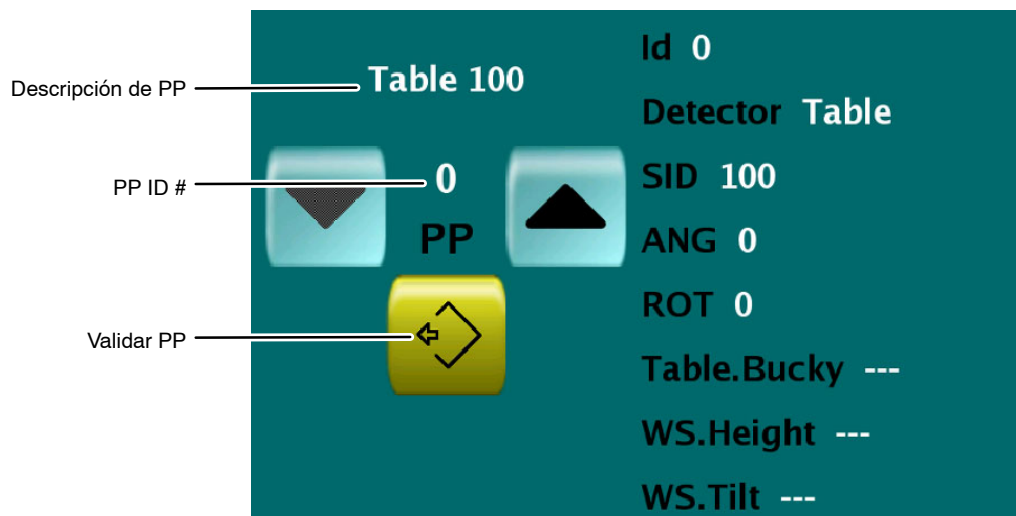 Descripción de PP
Table 100
PP ID #
0
PP
Validar PP
Id 0
Detector Table
SID 100
ANG 0
ROT 0
Table.Bucky ---
WS.Height ---
WS.Tilt ---